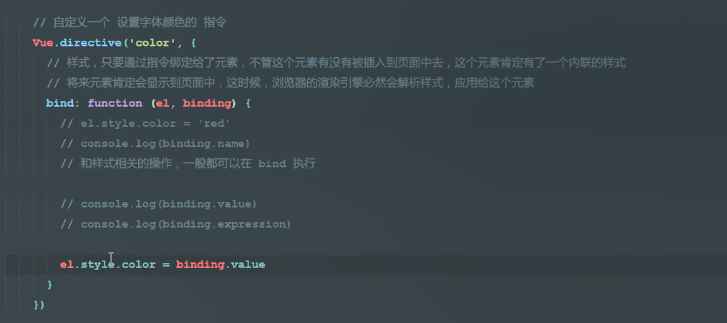 // 自定义一个 设置字体颜色的 指令
Vue.directive('color', {
// 样式，只要通过指令绑定给了元素，不管这个元素有没有被插入到页面中去，这个元素肯定有了一个内联的样式
// 将来元素肯定会显示到页面中，这时候，浏览器的渲染引擎必然会解析样式，应用给这个元素
bind: function (el, binding) {
// el.style.color = 'red'
// console.log(binding.name)
// 和样式相关的操作，一般都可以在 bind 执行
// console.log(binding.value)
// console.log(binding.expression)
el.style.color = binding.value
}
})